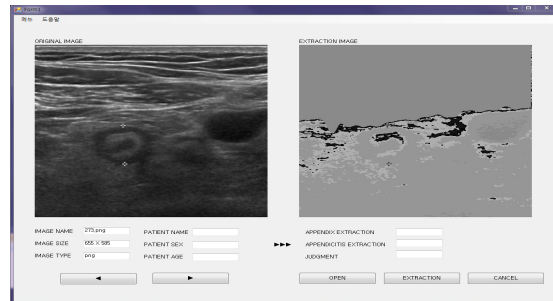 메뉴 도움말
ORIGINAL IMAGE
EXTRACTION IMAGE
IMAGE NAME 273.png PATIENT NAME
IMAGE SIZE 655 X 585 PATIENT SEX
IMAGE TYPE png PATIENT AGE
APPENDIX EXTRACTION
►►► APPENDICITIS EXTRACTION
JUDGMENT
◄ ► OPEN EXTRACTION CANCEL